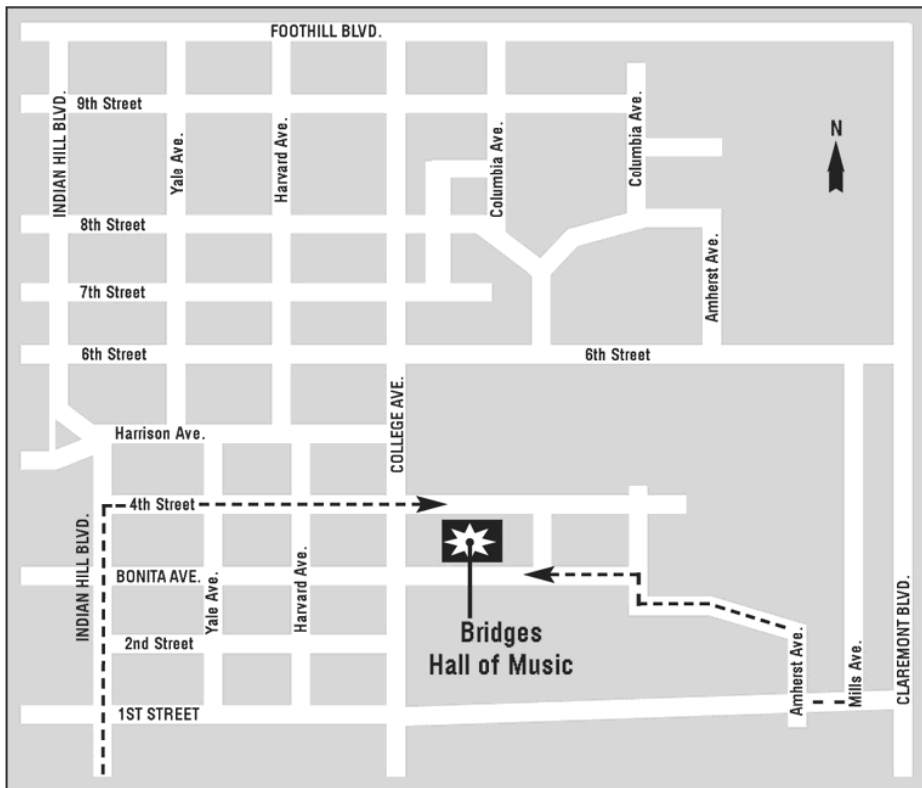 FOOTHILL BLVD.
9th Street
INDIAN HILL BLVD.
Yale Ave.
Harvard Ave.
Columbia Ave.
Columbia Ave.
N
8th Street
7th Street
Amherst Ave.
6th Street
6th Street
COLLEGE AVE.
Harrison Ave.
4th Street
INDIAN HILL BLVD.
BONITA AVE.
Yale Ave.
Harvard Ave.
2nd Street
Bridges
Hall of Music
1ST STREET
Amherst Ave.
Mills Ave.
CLAREMONT BLVD.